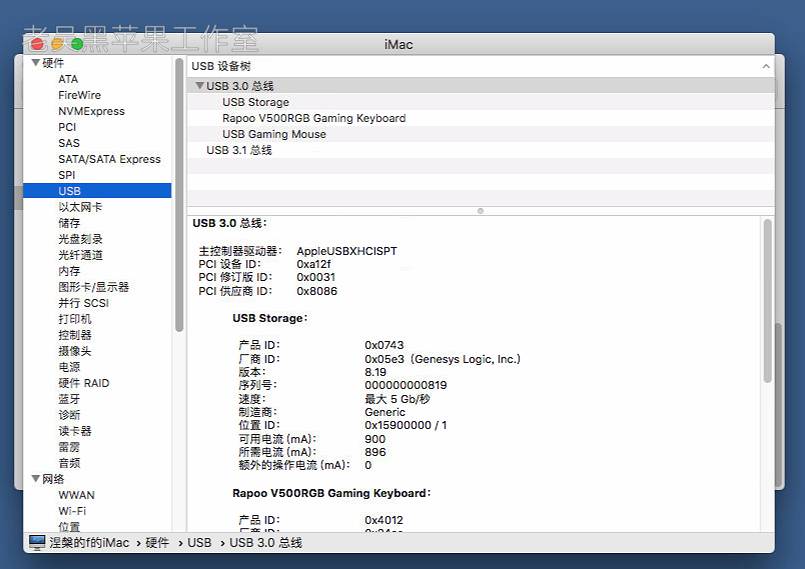 老吴黑苹果工作室
iMac
硬件
ATA
FireWire
NVMExpress
PCI
SAS
SATA/SATA Express
SPI
USB
以太网卡
储存
光盘刻录
光纤通道
内存
图形卡/显示器
并行 SCSI
打印机
控制器
摄像头
电源
硬件 RAID
蓝牙
诊断
读卡器
雷雳
音频
网络
WWAN
Wi-Fi
位置
USB 设备树
USB 3.0 总线
USB Storage
Rapoo V500RGB Gaming Keyboard
USB Gaming Mouse
USB 3.1 总线
USB 3.0 总线：
主控制器驱动器： AppleUSBXHCISPT
PCI 设备 ID： 0xa12f
PCI 修订版 ID： 0x0031
PCI 供应商 ID： 0x8086
USB Storage：
产品 ID： 0x0743
厂商 ID： 0x05e3（Genesys Logic, Inc.）
版本： 8.19
序列号： 000000000819
速度： 最大 5 Gb/秒
制造商： Generic
位置 ID： 0x15900000 / 1
可用电流 (mA)： 900
所需电流 (mA)： 896
额外的操作电流 (mA)： 0
Rapoo V500RGB Gaming Keyboard：
产品 ID： 0x4012
涅槃的f的iMac › 硬件 › USB › USB 3.0 总线